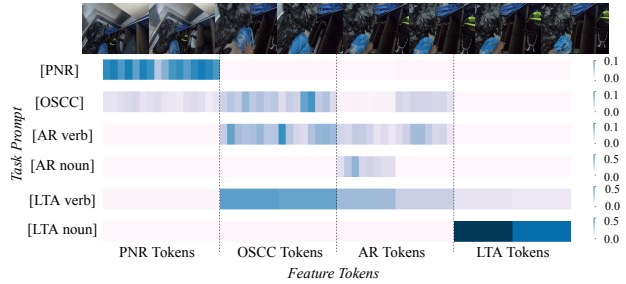 Task Prompt
[PNR]
0.1
0.0
[OSCC]
0.1
0.0
[AR verb]
0.1
0.0
[AR noun]
0.5
0.0
[LTA verb]
0.5
0.0
[LTA noun]
0.5
0.0
PNR Tokens OSCC Tokens AR Tokens LTA Tokens
Feature Tokens